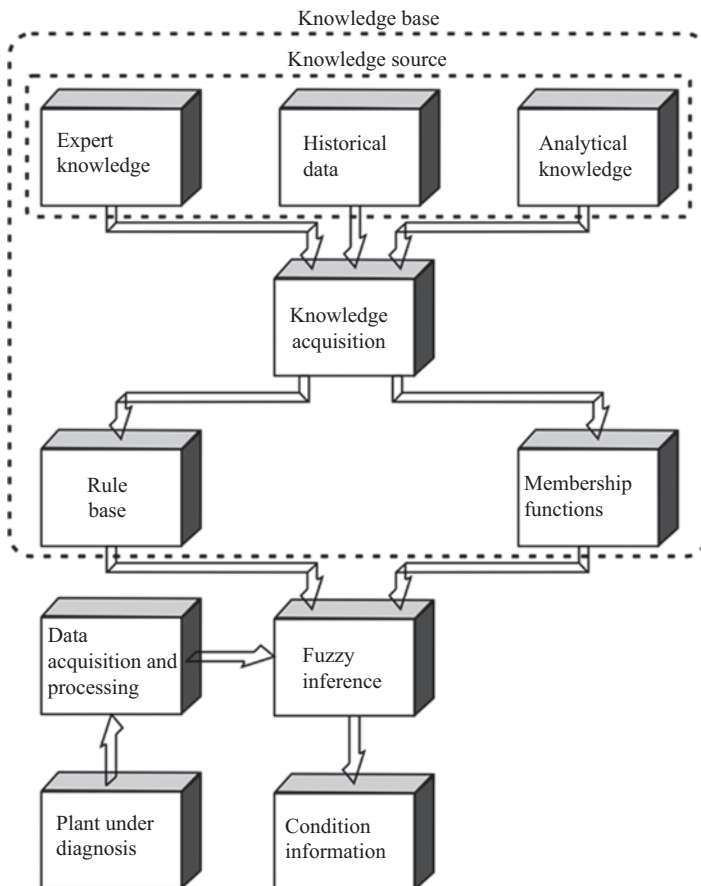 Knowledge base
Knowledge source
Expert
knowledge
Historical
data
Analytical
knowledge
Knowledge
acquisition
Rule
base
Membership
functions
Data
acquisition and
processing
Fuzzy
inference
Plant under
diagnosis
Condition
information